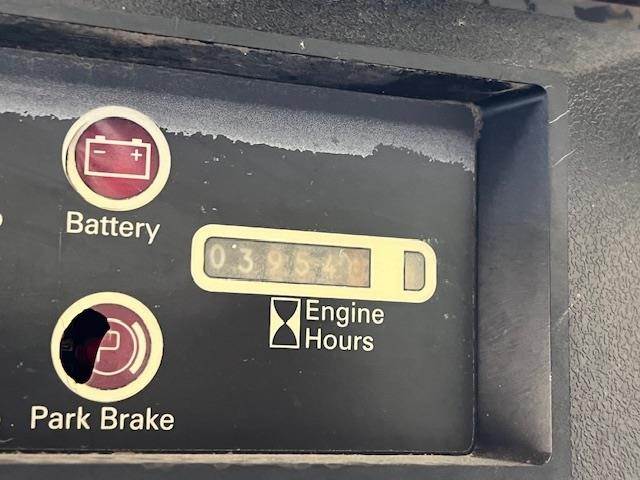 Battery
03954
Engine
Hours
Park Brake